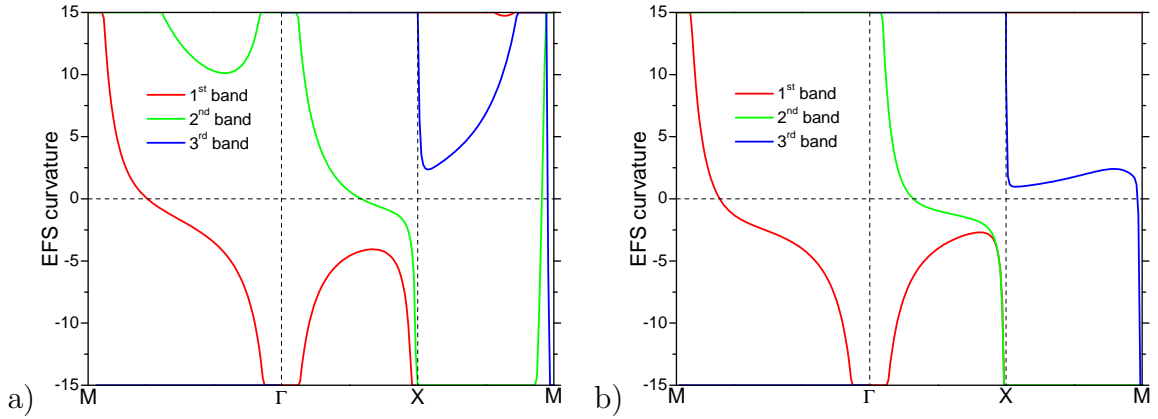 15
10
5
0
-5
-10
-15
EFS curvature
1st band
2nd band
3rd band
M Γ X M
a)
15
10
5
0
-5
-10
-15
EFS curvature
1st band
2nd band
3rd band
M Γ X M
b)